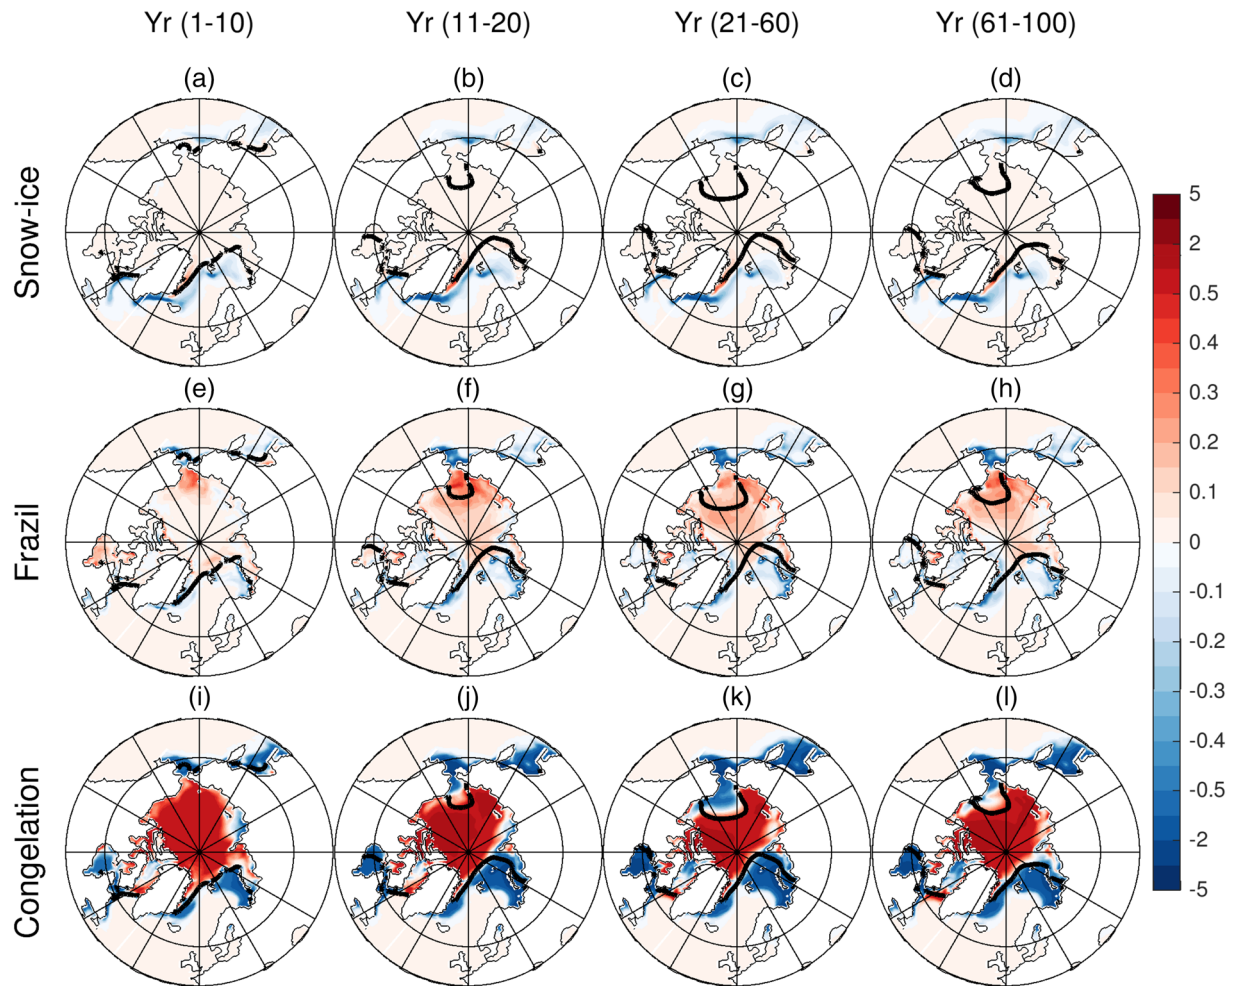 Yr (1-10) Yr (11-20) Yr (21-60) Yr (61-100)
(a) (b) (c) (d)
Snow-ice
(e) (f) (g) (h)
Frazil
(i) (j) (k) (l)
Congelation
5
2
0.5
0.4
0.3
0.2
0.1
0
-0.1
-0.2
-0.3
-0.4
-0.5
-2
-5